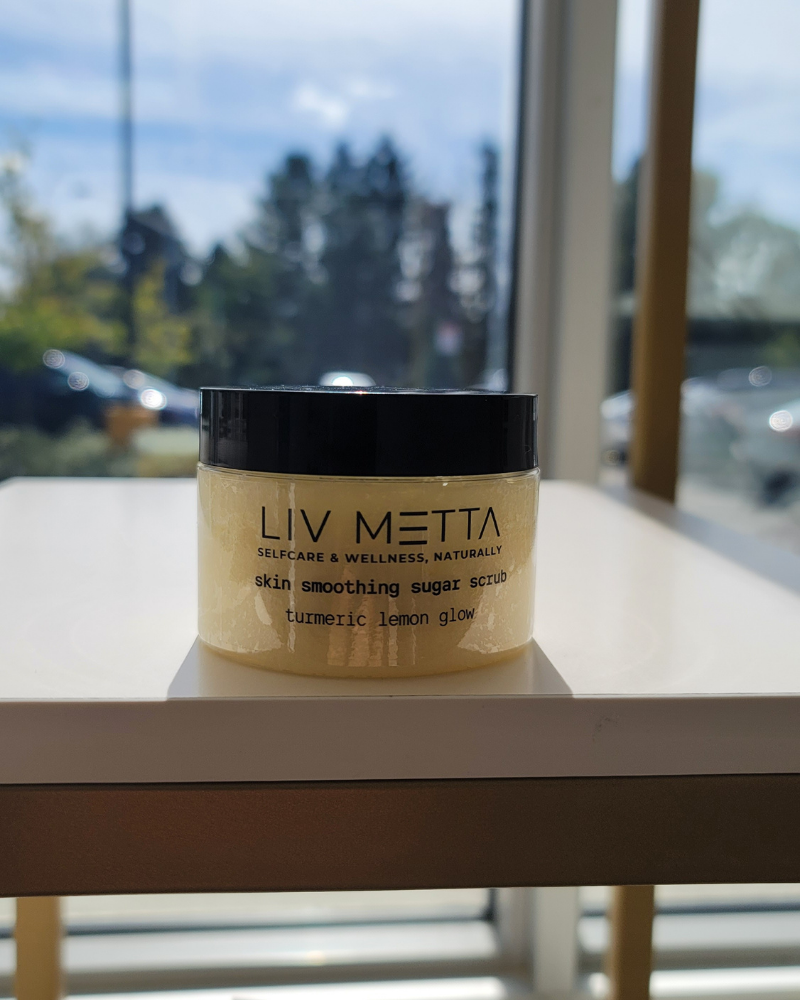 LIV METTA
SELFCARE & WELLNESS, NATURALLY
skin smoothing sugar scrub
turmeric lemon glow